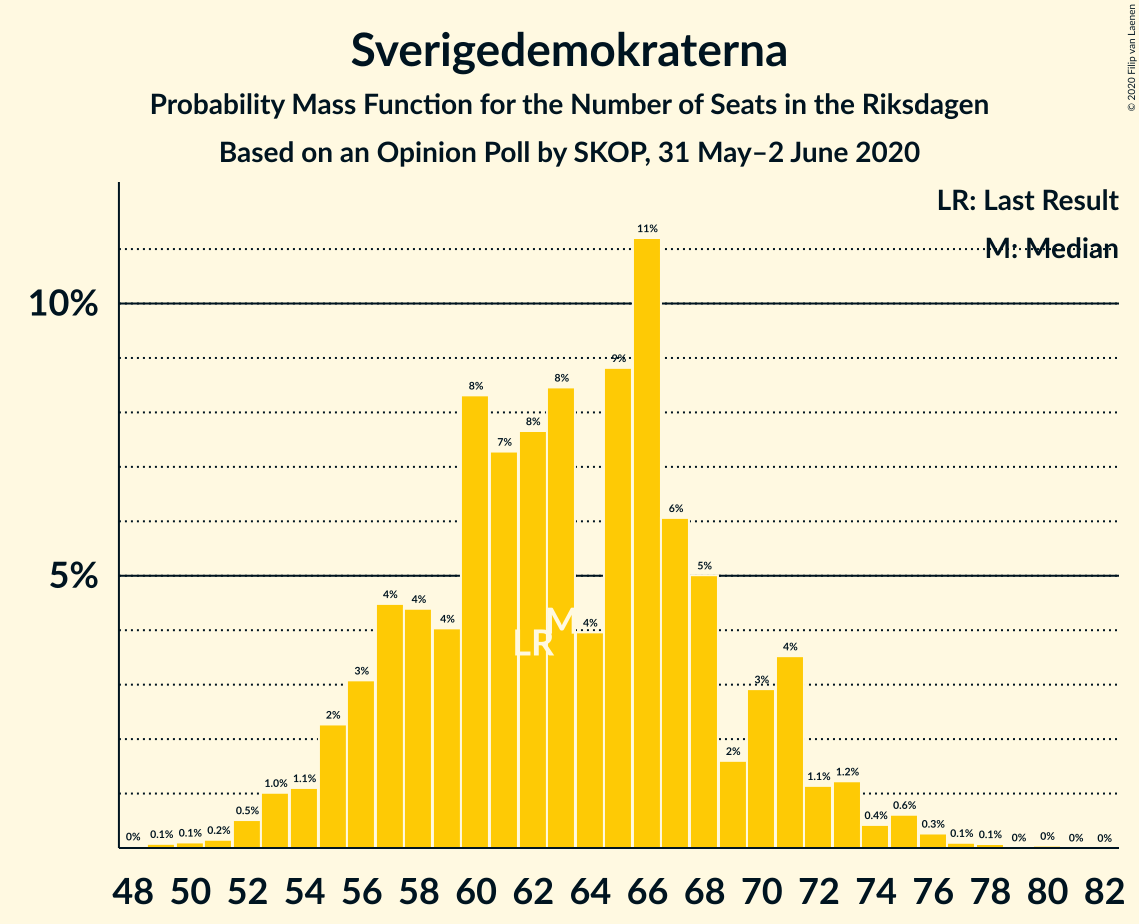 Sverigedemokraterna
Probability Mass Function for the Number of Seats in the Riksdagen
Based on an Opinion Poll by SKOP, 31 May–2 June 2020
© 2020 Filip van Laenen
LR: Last Result
M: Median
10%
5%
0% 0.1% 0.1% 0.2% 0.5% 1.0% 1.1% 2% 3% 4% 4% 4% 8% 7% 8% 8% 4% 9% 11% 6% 5% 2% 3% 4% 1.1% 1.2% 0.4% 0.6% 0.3% 0.1% 0.1% 0% 0% 0% 0%
LR M
48 50 52 54 56 58 60 62 64 66 68 70 72 74 76 78 80 82